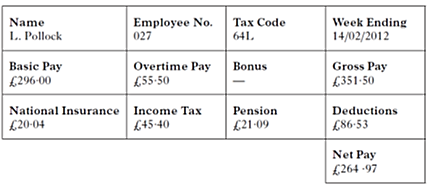 Name Employee No. Tax Code Week Ending
L. Pollock 027 64L 14/02/2012
Basic Pay Overtime Pay Bonus Gross Pay
£296·00 £55·50 — £351·50
National Insurance Income Tax Pension Deductions
£20·04 £45·40 £21·09 £86·53
Net Pay
£264 ·97